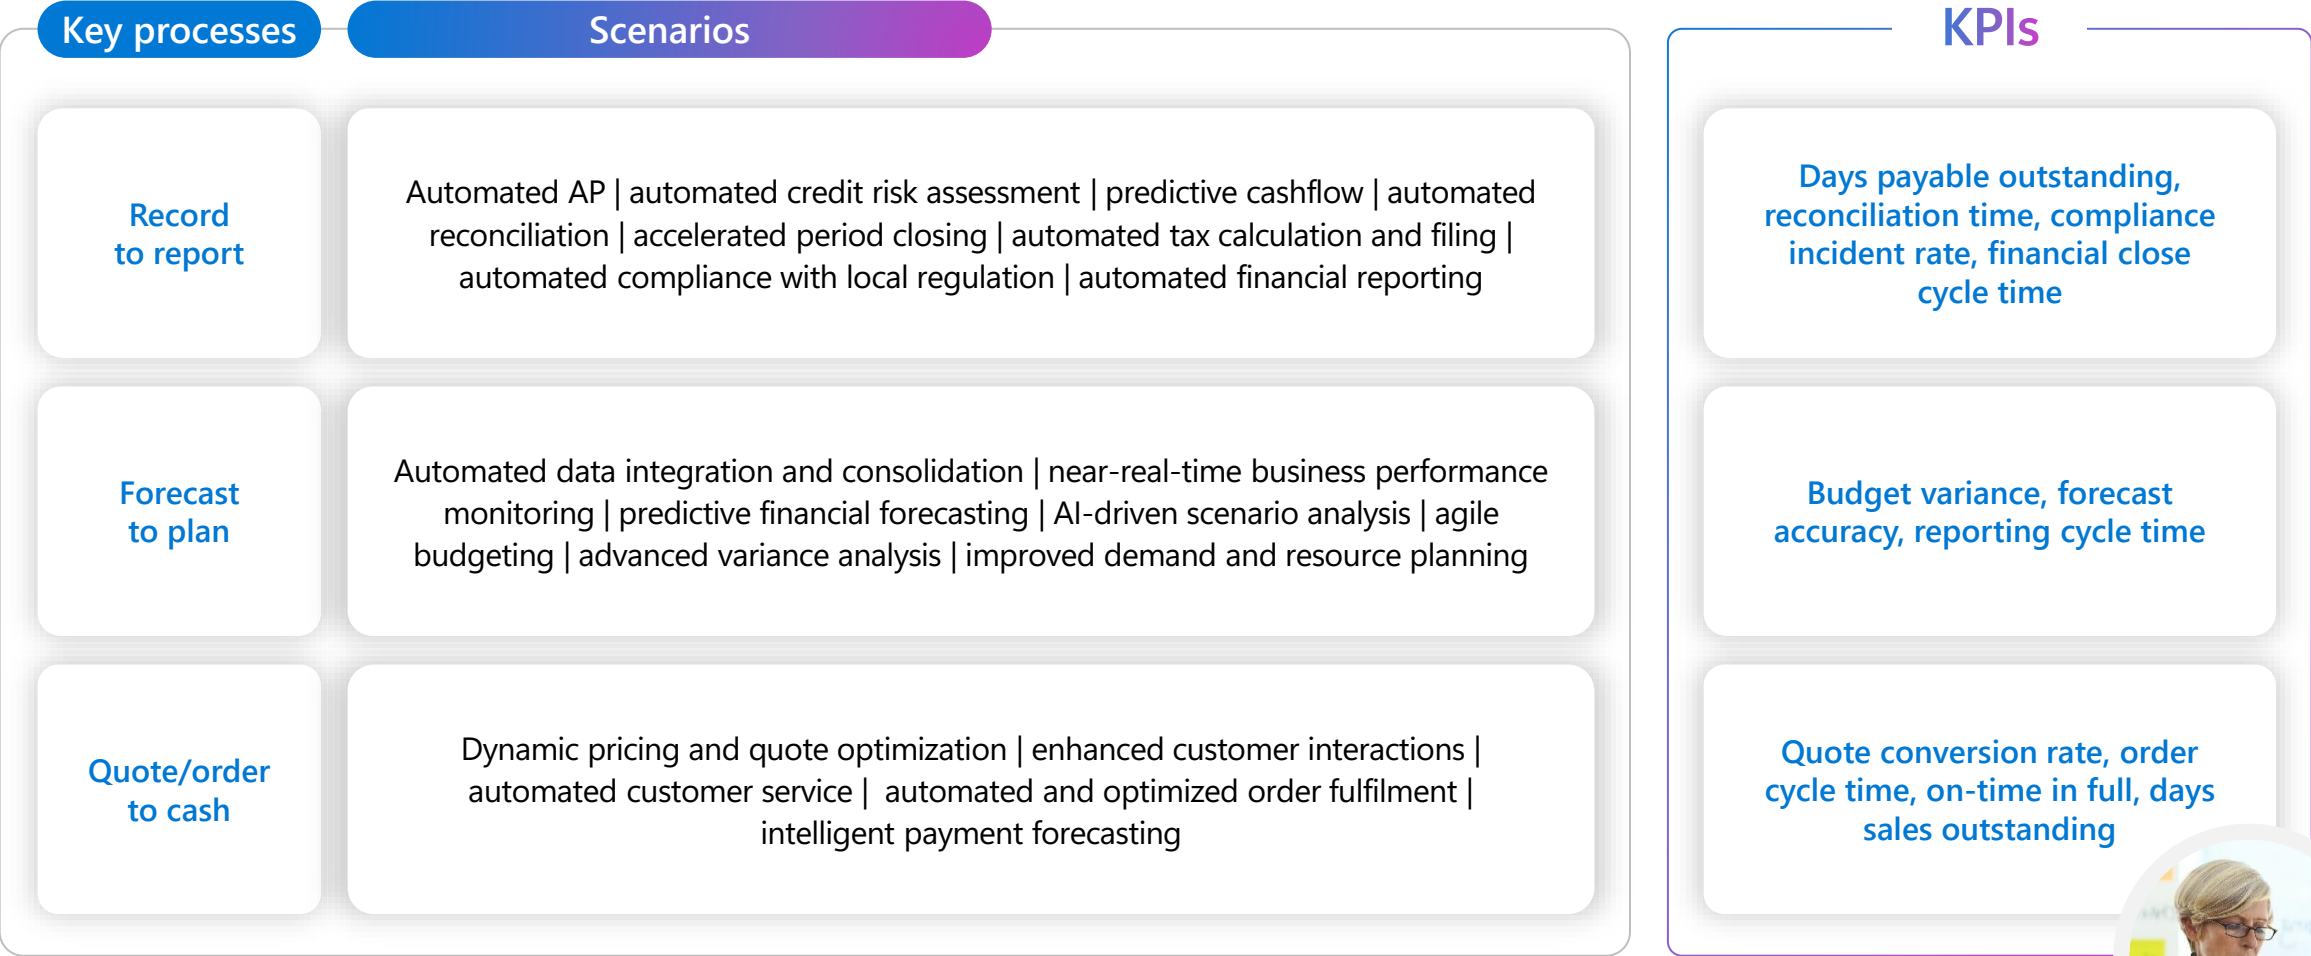 Key processes
Scenarios
KPIs
Record
to report
Automated AP | automated credit risk assessment | predictive cashflow | automated
reconciliation | accelerated period closing | automated tax calculation and filing |
automated compliance with local regulation | automated financial reporting
Days payable outstanding,
reconciliation time, compliance
incident rate, financial close
cycle time
Forecast
to plan
Automated data integration and consolidation | near-real-time business performance
monitoring | predictive financial forecasting | AI-driven scenario analysis | agile
budgeting | advanced variance analysis | improved demand and resource planning
Budget variance, forecast
accuracy, reporting cycle time
Quote/order
to cash
Dynamic pricing and quote optimization | enhanced customer interactions |
automated customer service | automated and optimized order fulfilment |
intelligent payment forecasting
Quote conversion rate, order
cycle time, on-time in full, days
sales outstanding